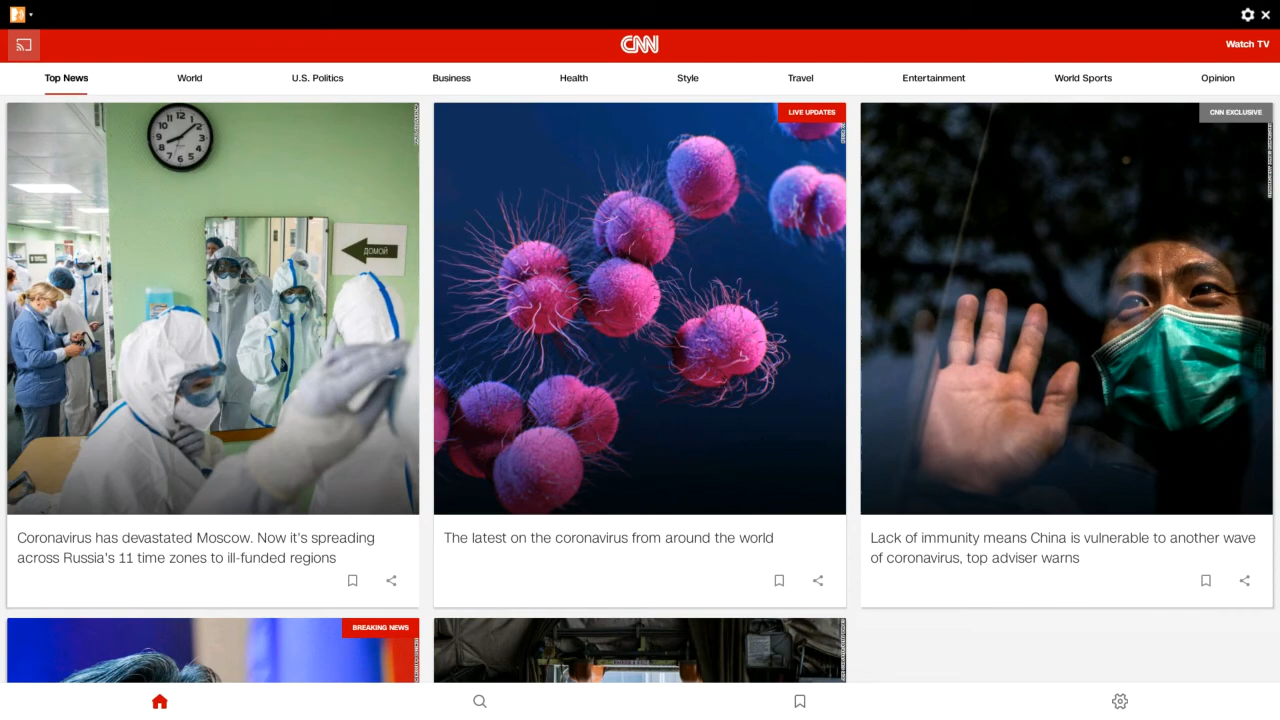 CNN
Watch TV
Top News
World
U.S. Politics
Business
Health
Style
Travel
Entertainment
World Sports
Opinion
12
ДОМОЙ
LIVE UPDATES
CNN EXCLUSIVE
Coronavirus has devastated Moscow. Now it's spreading
across Russia's 11 time zones to ill-funded regions
The latest on the coronavirus from around the world
Lack of immunity means China is vulnerable to another wave
of coronavirus, top adviser warns
BREAKING NEWS